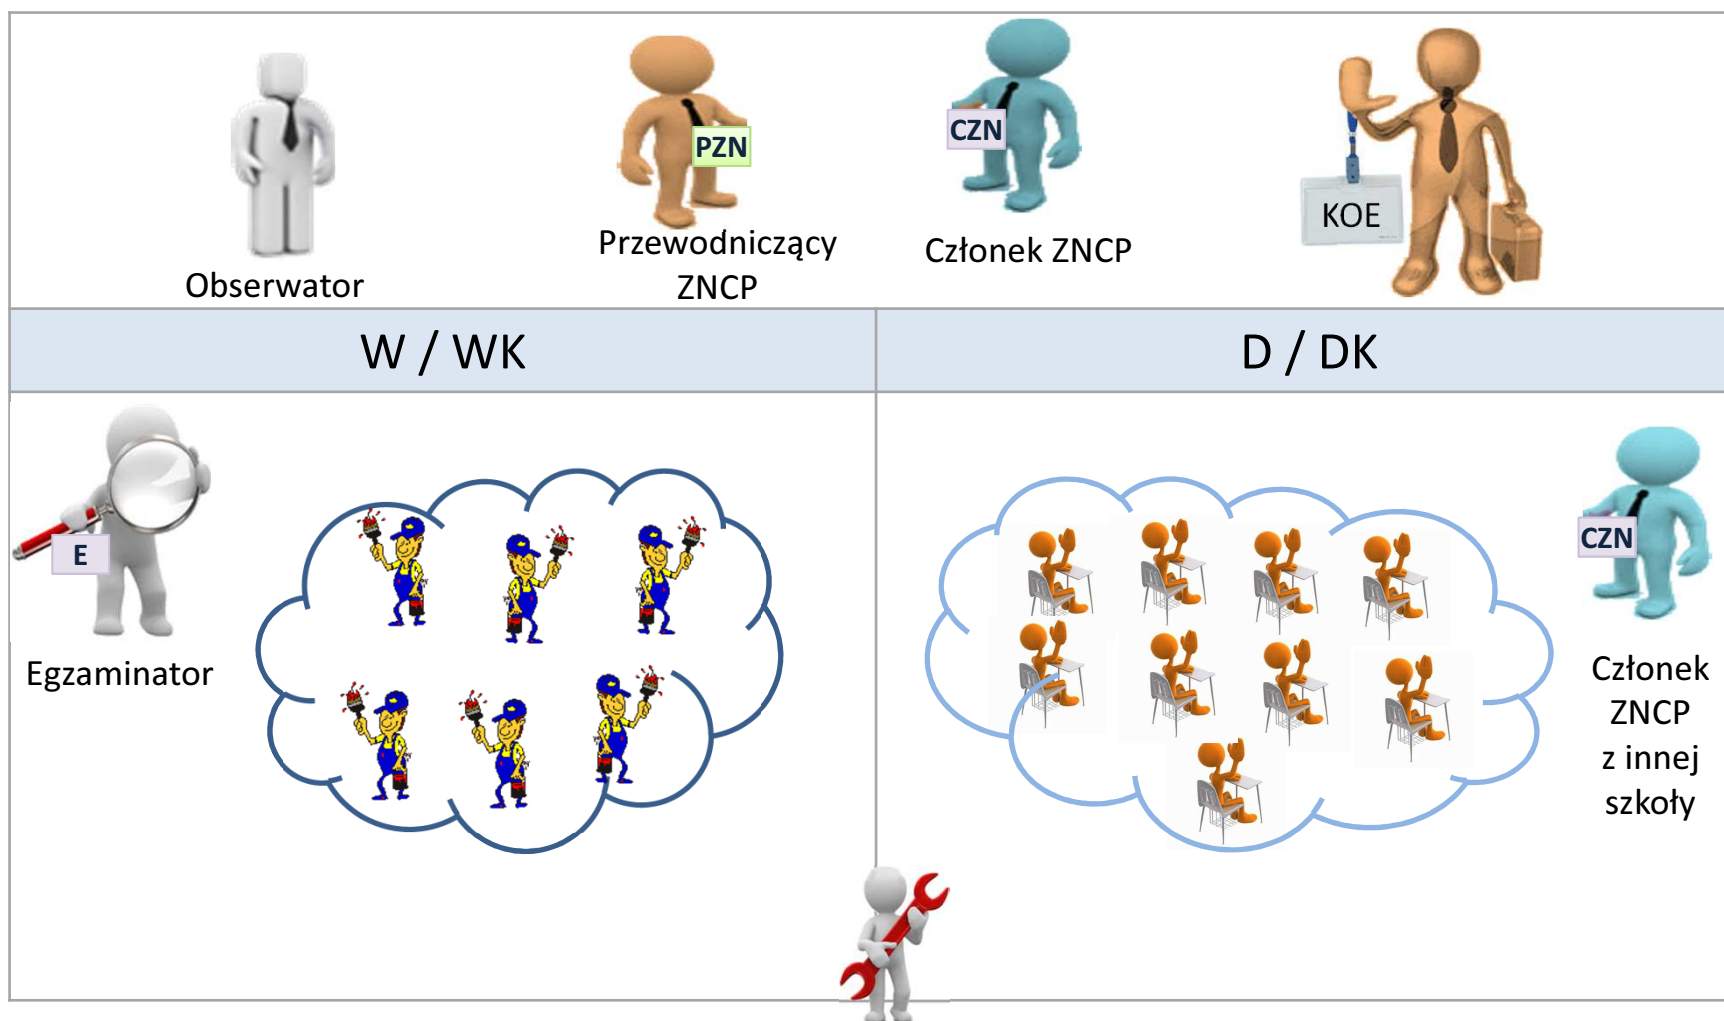 PZN
CZN
KOE
Obserwator
Przewodniczący
ZNCP
Członek ZNCP
W / WK
D / DK
E
Egzaminator
CZN
Członek
ZNCP
z innej
szkoły